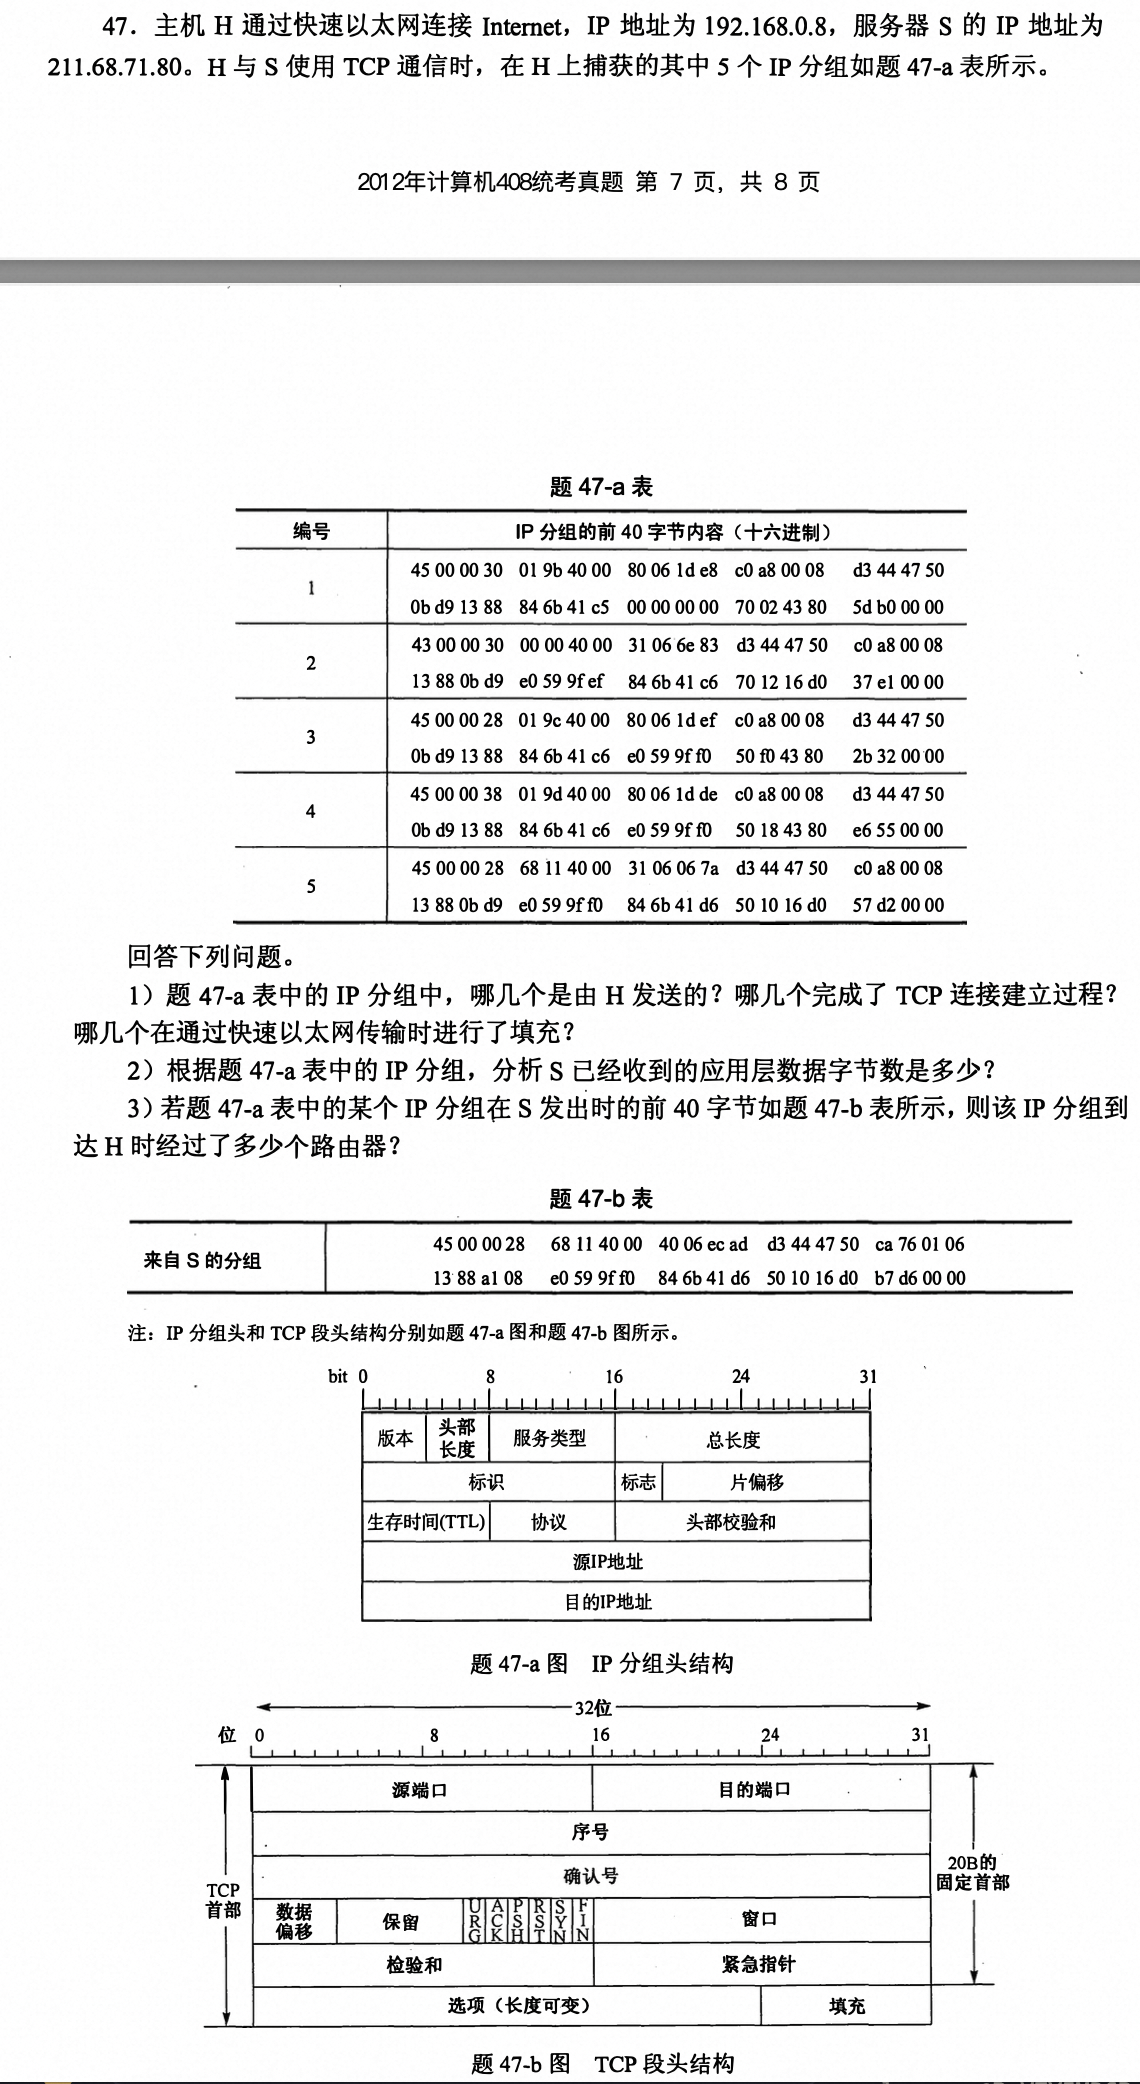 47．主机 H 通过快速以太网连接 Internet，IP 地址为 192.168.0.8，服务器 S 的 IP 地址为
211.68.71.80。H 与 S 使用 TCP 通信时，在 H 上捕获的其中 5 个 IP 分组如题 47-a 表所示。
2012年计算机408统考真题 第 7 页，共 8 页
题 47-a 表
编号 IP 分组的前 40 字节内容（十六进制）
1
45 00 00 30 01 9b 40 00 80 06 1d e8 c0 a8 00 08 d3 44 47 50
0b d9 13 88 84 6b 41 c5 00 00 00 00 70 02 43 80 5d b0 00 00
2
43 00 00 30 00 00 40 00 31 06 6e 83 d3 44 47 50 c0 a8 00 08
13 88 0b d9 e0 59 9f ef 84 6b 41 c6 70 12 16 d0 37 e1 00 00
3
45 00 00 28 01 9c 40 00 80 06 1d ef c0 a8 00 08 d3 44 47 50
0b d9 13 88 84 6b 41 c6 e0 59 9f f0 50 f0 43 80 2b 32 00 00
4
45 00 00 38 01 9d 40 00 80 06 1d de c0 a8 00 08 d3 44 47 50
0b d9 13 88 84 6b 41 c6 e0 59 9f f0 50 18 43 80 e6 55 00 00
5
45 00 00 28 68 11 40 00 31 06 06 7a d3 44 47 50 c0 a8 00 08
13 88 0b d9 e0 59 9f f0 84 6b 41 d6 50 10 16 d0 57 d2 00 00
回答下列问题。
1）题 47-a 表中的 IP 分组中，哪几个是由 H 发送的？哪几个完成了 TCP 连接建立过程？
哪几个在通过快速以太网传输时进行了填充？
2）根据题 47-a 表中的 IP 分组，分析 S 已经收到的应用层数据字节数是多少？
3）若题 47-a 表中的某个 IP 分组在 S 发出时的前 40 字节如题 47-b 表所示，则该 IP 分组到
达 H 时经过了多少个路由器？
题 47-b 表
来自 S 的分组
45 00 00 28 68 11 40 00 40 06 ec ad d3 44 47 50 ca 76 01 06
13 88 a1 08 e0 59 9f f0 84 6b 41 d6 50 10 16 d0 b7 d6 00 00
注：IP 分组头和 TCP 段头结构分别如题 47-a 图和题 47-b 图所示。
bit 0 8 16 24 31
版本 头部长度 服务类型 总长度
标识 标志 片偏移
生存时间(TTL) 协议 头部校验和
源IP地址
目的IP地址
题 47-a 图 IP 分组头结构
32位
位 0 8 16 24 31
源端口 目的端口
序号
确认号
TCP首部
20B的固定首部
数据偏移 保留 URG ACK PSH RST SYN FIN 窗口
检验和 紧急指针
选项（长度可变） 填充
题 47-b 图 TCP 段头结构